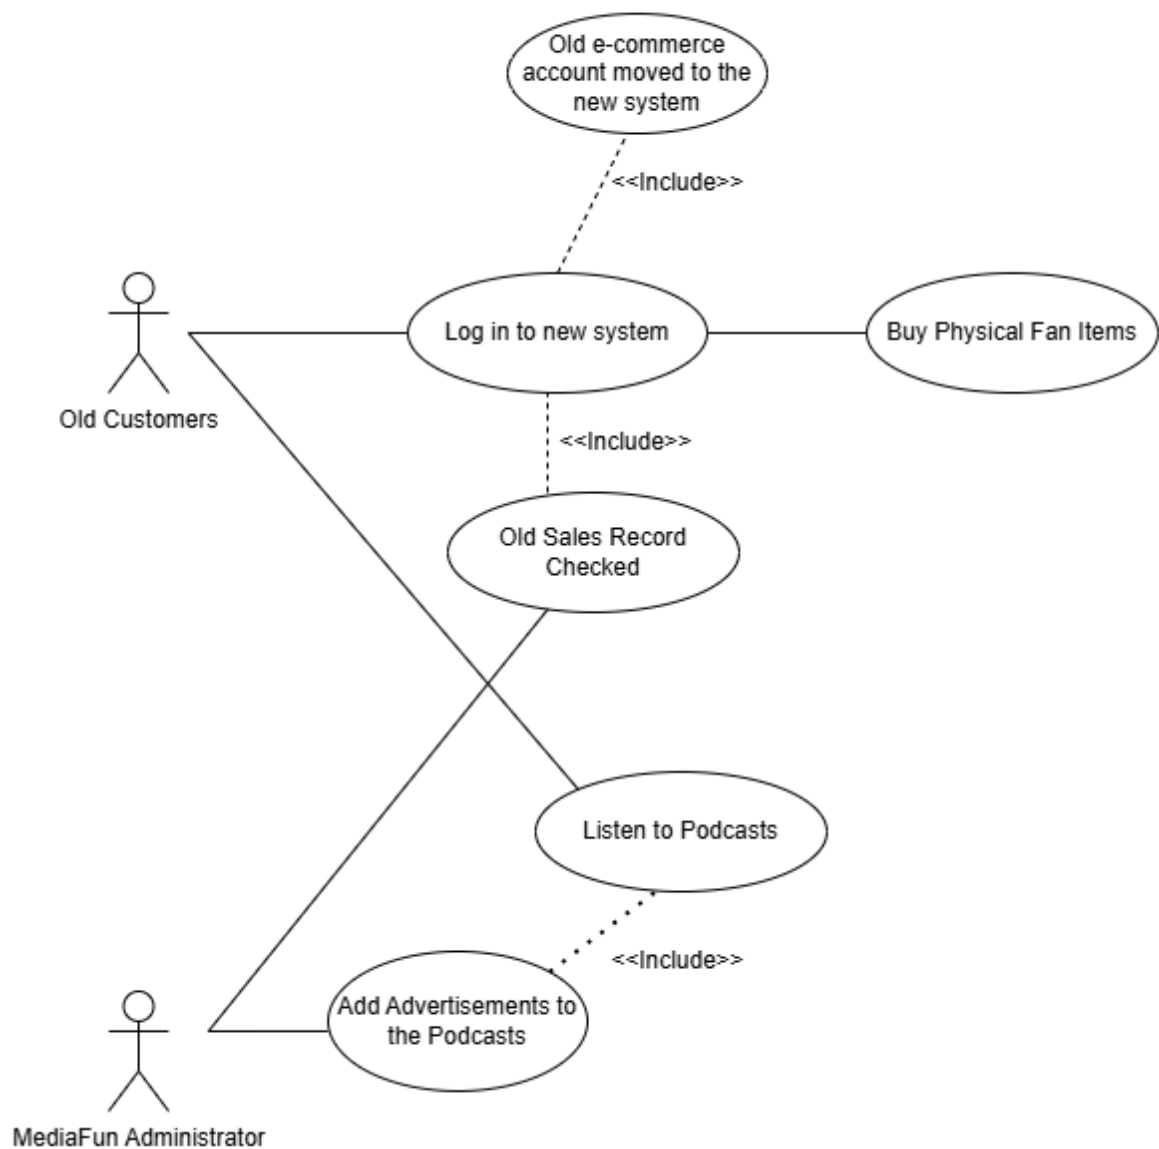 Old e-commerce
account moved to the
new system
<<Include>>
Log in to new system
Buy Physical Fan Items
Old Customers
<<Include>>
Old Sales Record
Checked
Listen to Podcasts
<<Include>>
Add Advertisements to
the Podcasts
MediaFun Administrator